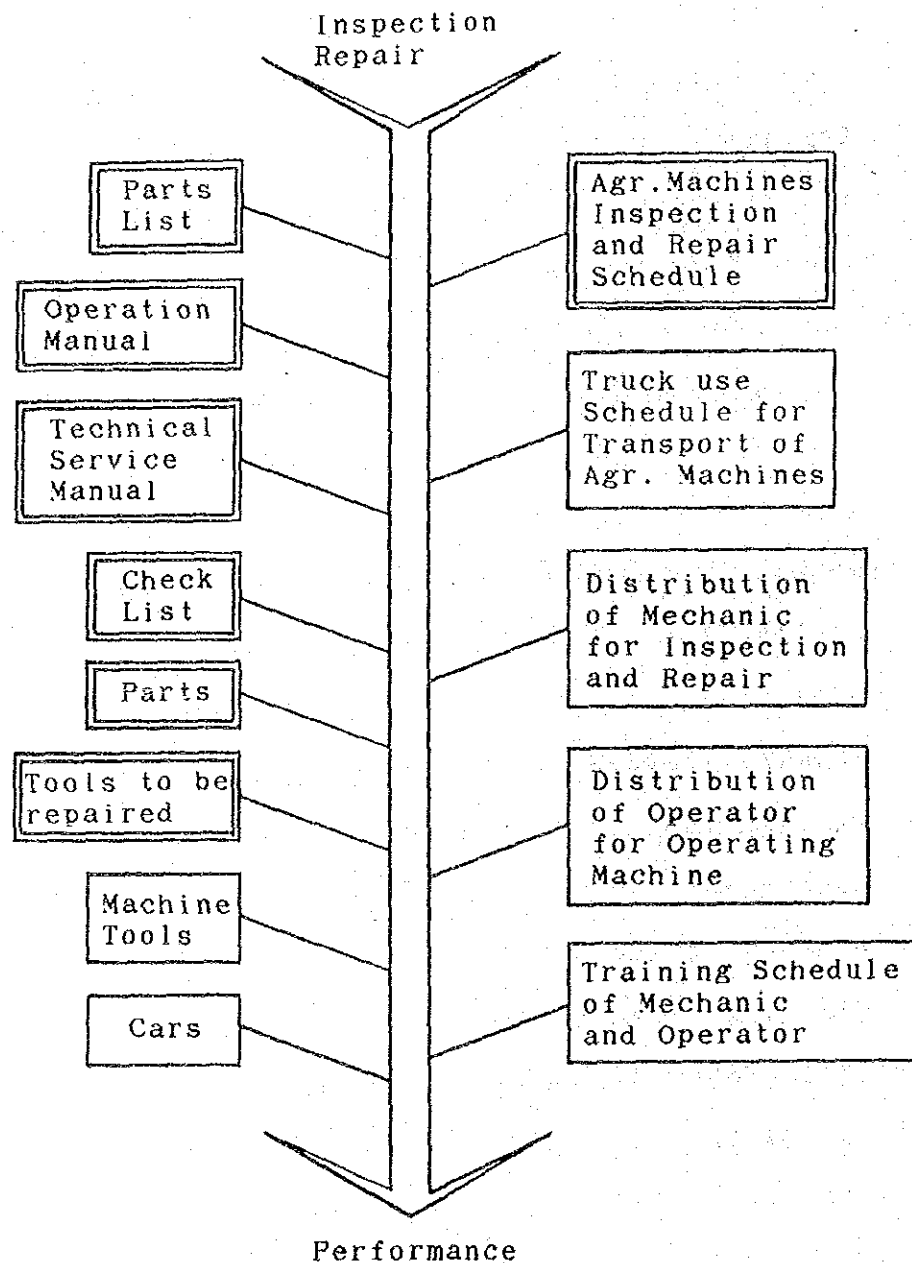 Inspection
Repair
Parts
List
Operation
Manual
Technical
Service
Manual
Check
List
Parts
Tools to be
repaired
Machine
Tools
Cars
Agr.Machines
Inspection
and Repair
Schedule
Truck use
Schedule for
Transport of
Agr. Machines
Distribution
of Mechanic
for Inspection
and Repair
Distribution
of Operator
for Operating
Machine
Training Schedule
of Mechanic
and Operator
Performance